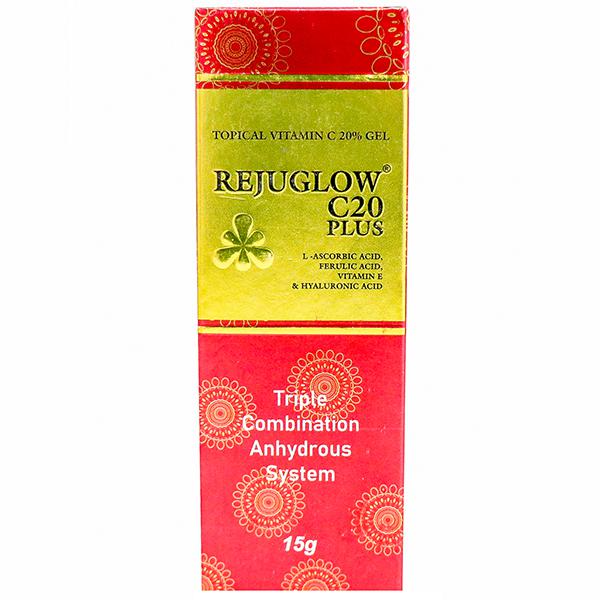 TOPICAL VITAMIN C 20% GEL
REJUGLOW®
C20
PLUS
L -ASCORBIC ACID,
FERULIC ACID,
VITAMIN E
& HYALURONIC ACID
Triple
Combination
Anhydrous
System
15g